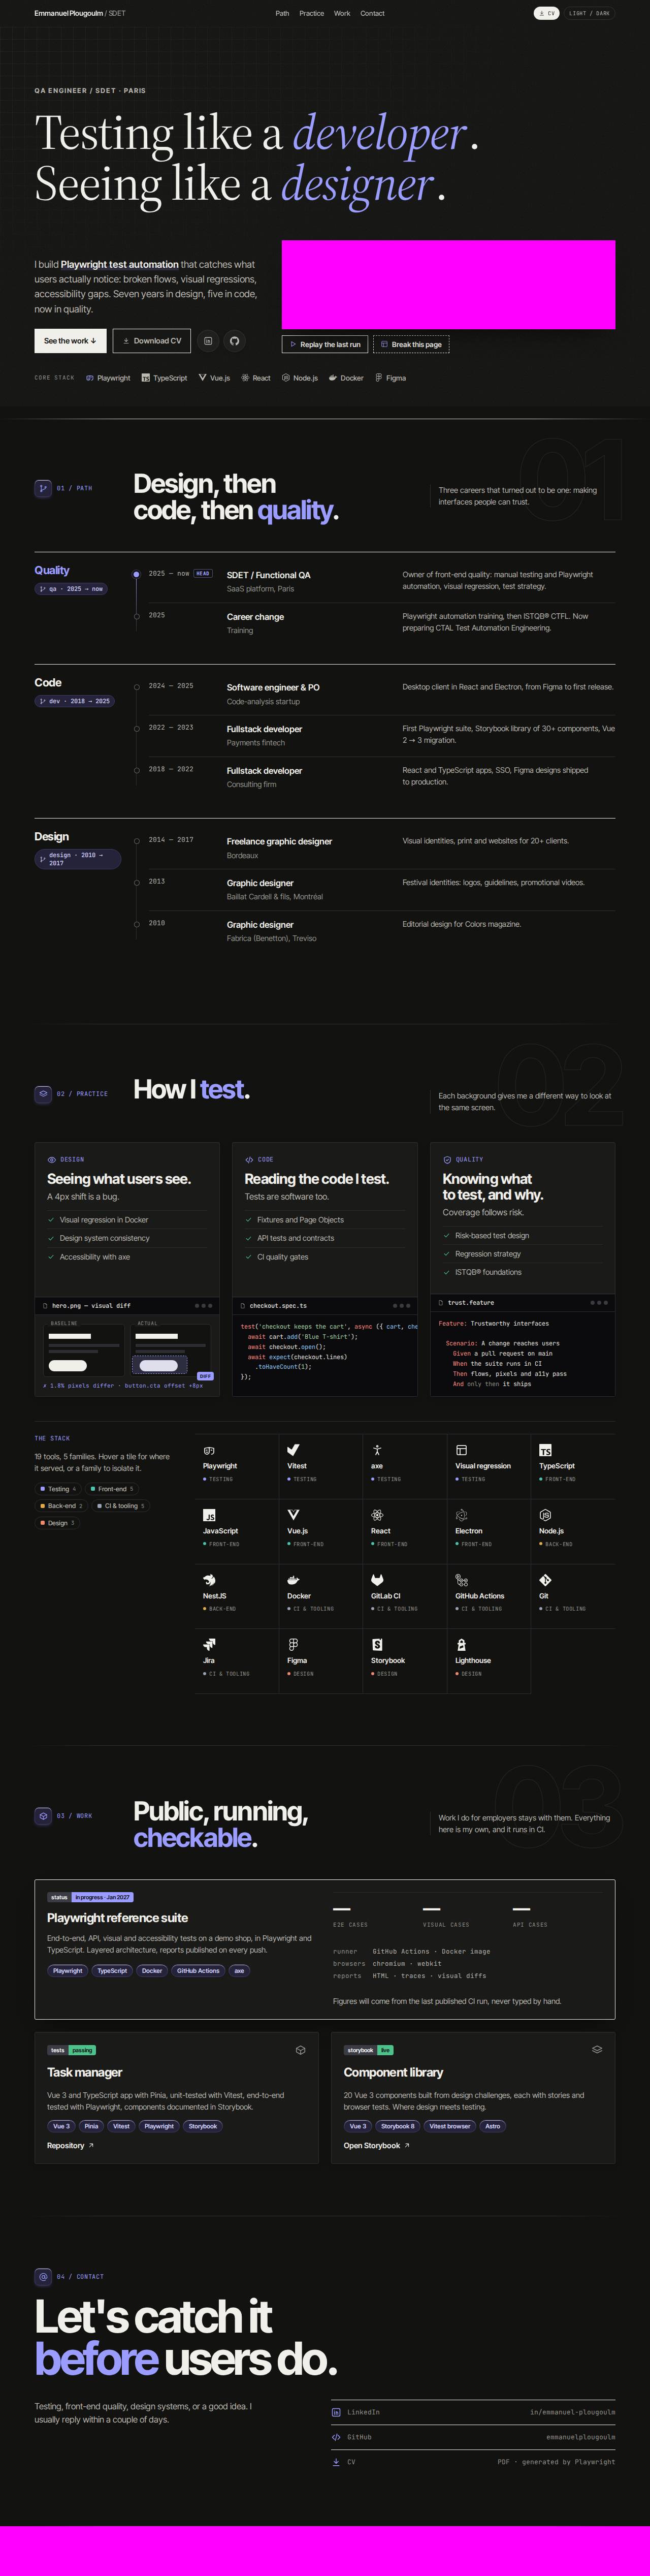 Emmanuel Plougoulm / SDET
Path Practice Work Contact
CV
LIGHT / DARK
QA ENGINEER / SDET · PARIS
Testing like a developer.
Seeing like a designer.
I build Playwright test automation that catches what
users actually notice: broken flows, visual regressions,
accessibility gaps. Seven years in design, five in code,
now in quality.
See the work ↓
Download CV
Replay the last run
Break this page
CORE STACK
Playwright
TypeScript
Vue.js
React
Node.js
Docker
Figma
01
01 / PATH
Design, then
code, then quality.
Three careers that turned out to be one: making
interfaces people can trust.
Quality
qa · 2025 → now
2025 — now HEAD
SDET / Functional QA
SaaS platform, Paris
Owner of front-end quality: manual testing and Playwright
automation, visual regression, test strategy.
2025
Career change
Training
Playwright automation training, then ISTQB® CTFL. Now
preparing CTAL Test Automation Engineering.
Code
dev · 2018 → 2025
2024 — 2025
Software engineer & PO
Code-analysis startup
Desktop client in React and Electron, from Figma to first release.
2022 — 2023
Fullstack developer
Payments fintech
First Playwright suite, Storybook library of 30+ components, Vue
2 → 3 migration.
2018 — 2022
Fullstack developer
Consulting firm
React and TypeScript apps, SSO, Figma designs shipped
to production.
Design
design · 2010 →
2017
2014 — 2017
Freelance graphic designer
Bordeaux
Visual identities, print and websites for 20+ clients.
2013
Graphic designer
Baillat Cardell & fils, Montréal
Festival identities: logos, guidelines, promotional videos.
2010
Graphic designer
Fabrica (Benetton), Treviso
Editorial design for Colors magazine.
02
02 / PRACTICE
How I test.
Each background gives me a different way to look at
the same screen.
DESIGN
Seeing what users see.
A 4px shift is a bug.
Visual regression in Docker
Design system consistency
Accessibility with axe
hero.png — visual diff
BASELINE
ACTUAL
DIFF
≠ 1.8% pixels differ · button.cta offset +8px
CODE
Reading the code I test.
Tests are software too.
Fixtures and Page Objects
API tests and contracts
CI quality gates
checkout.spec.ts
test('checkout keeps the cart', async ({ cart, che
await cart.add('Blue T-shirt');
await checkout.open();
await expect(checkout.lines)
.toHaveCount(1);
});
QUALITY
Knowing what
to test, and why.
Coverage follows risk.
Risk-based test design
Regression strategy
ISTQB® foundations
trust.feature
Feature: Trustworthy interfaces
Scenario: A change reaches users
Given a pull request on main
When the suite runs in CI
Then flows, pixels and a11y pass
And only then it ships
THE STACK
19 tools, 5 families. Hover a tile for where
it served, or a family to isolate it.
Testing 4
Front-end 5
Back-end 2
CI & tooling 5
Design 3
Playwright
TESTING
Vitest
TESTING
axe
TESTING
Visual regression
TESTING
TypeScript
FRONT-END
JavaScript
FRONT-END
Vue.js
FRONT-END
React
FRONT-END
Electron
FRONT-END
Node.js
BACK-END
NestJS
BACK-END
Docker
CI & TOOLING
GitLab CI
CI & TOOLING
GitHub Actions
CI & TOOLING
Git
CI & TOOLING
Jira
CI & TOOLING
Figma
DESIGN
Storybook
DESIGN
Lighthouse
DESIGN
03
03 / WORK
Public, running,
checkable.
Work I do for employers stays with them. Everything
here is my own, and it runs in CI.
status in progress · Jan 2027
Playwright reference suite
End-to-end, API, visual and accessibility tests on a demo shop, in Playwright and
TypeScript. Layered architecture, reports published on every push.
Playwright TypeScript Docker GitHub Actions axe
— — —
E2E CASES VISUAL CASES API CASES
runner GitHub Actions · Docker image
browsers chromium · webkit
reports HTML · traces · visual diffs
Figures will come from the last published CI run, never typed by hand.
tests passing
Task manager
Vue 3 and TypeScript app with Pinia, unit-tested with Vitest, end-to-end
tested with Playwright, components documented in Storybook.
Vue 3 Pinia Vitest Playwright Storybook
Repository ↗
storybook live
Component library
20 Vue 3 components built from design challenges, each with stories and
browser tests. Where design meets testing.
Vue 3 Storybook 8 Vitest browser Astro
Open Storybook ↗
04 / CONTACT
Let's catch it
before users do.
Testing, front-end quality, design systems, or a good idea. I
usually reply within a couple of days.
LinkedIn in/emmanuel-plougoulm
GitHub emmanuelplougoulm
CV PDF · generated by Playwright